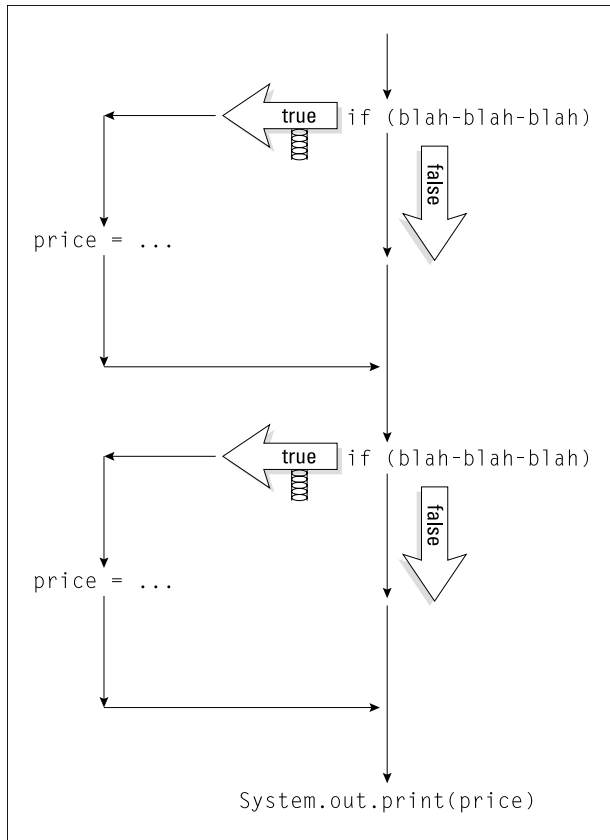 true if (blah-blah-blah)
false
price = ...
true if (blah-blah-blah)
false
price = ...
System.out.print(price)